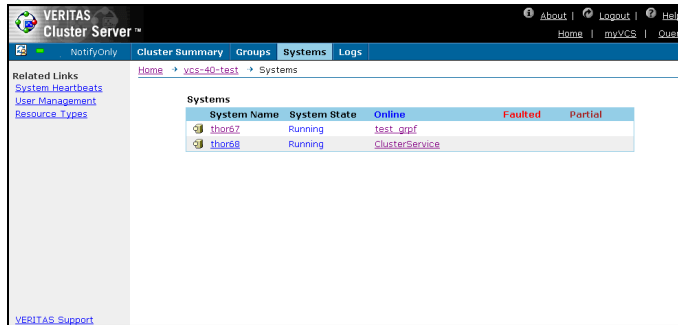 VERITAS
Cluster Server ™
About | Logout | Help
Home | myVCS |
NotifyOnly
Cluster Summary Groups Systems Logs
Home → vcs-40-test → Systems
Related Links
System Heartbeats
User Management
Resource Types
Systems
System Name System State Online Faulted Partial
thor67 Running test_grpf
thor68 Running ClusterService
VERITAS Support